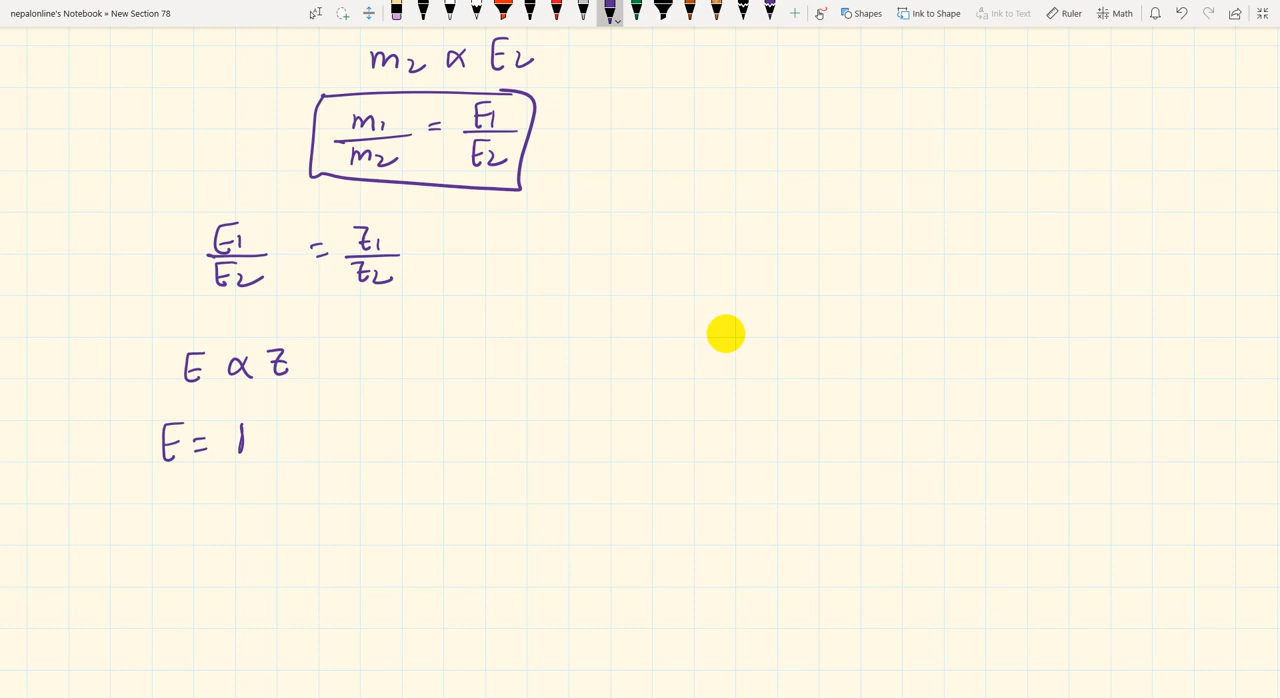 nepalonline's Notebook » New Section 78
Shapes
Ink to Shape
Ink to Text
Ruler
Math
m₂ ∝ E₂
m₁/m₂ = E₁/E₂
E₁/E₂ = Z₁/Z₂
E ∝ Z
E = 1